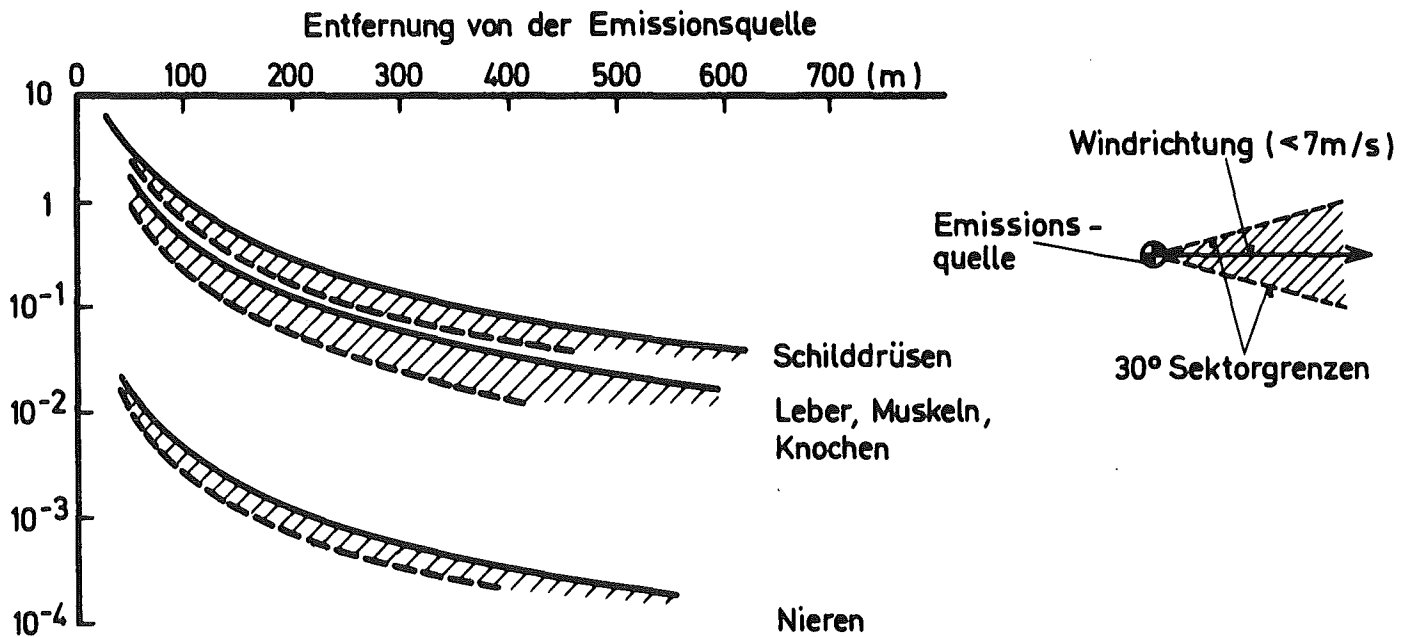 Entfernung von der Emissionsquelle
0 100 200 300 400 500 600 700 (m)
10
1
10⁻¹
10⁻²
10⁻³
10⁻⁴
Schilddrüsen
Leber, Muskeln,
Knochen
Nieren
Windrichtung (<7m/s)
Emissions-
quelle
30° Sektorgrenzen